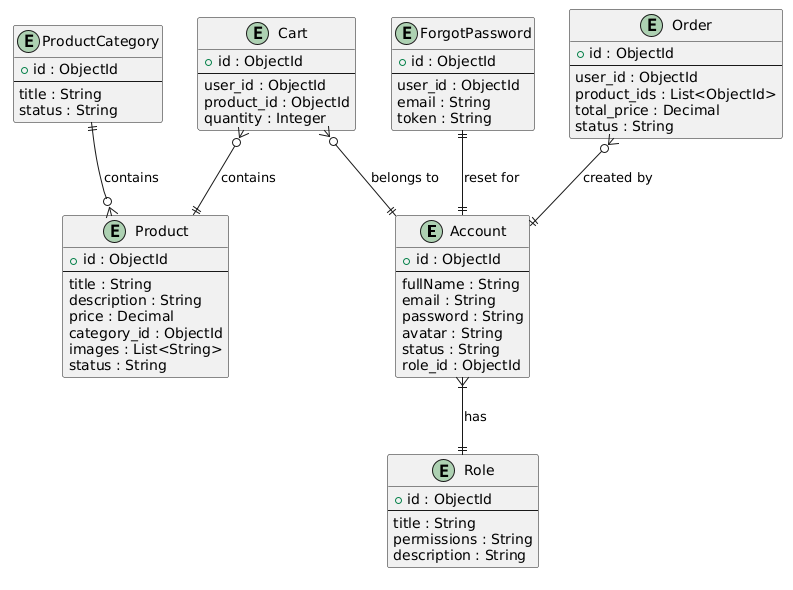 E ProductCategory
id : ObjectId
title : String
status : String
E Cart
id : ObjectId
user_id : ObjectId
product_id : ObjectId
quantity : Integer
E ForgotPassword
id : ObjectId
user_id : ObjectId
email : String
token : String
E Order
id : ObjectId
user_id : ObjectId
product_ids : List<ObjectId>
total_price : Decimal
status : String
contains
contains
belongs to
reset for
created by
E Product
id : ObjectId
title : String
description : String
price : Decimal
category_id : ObjectId
images : List<String>
status : String
E Account
id : ObjectId
fullName : String
email : String
password : String
avatar : String
status : String
role_id : ObjectId
has
E Role
id : ObjectId
title : String
permissions : String
description : String